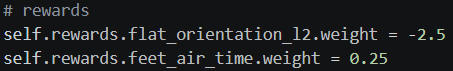 # rewards
self.rewards.flat_orientation_l2.weight = -2.5
self.rewards.feet_air_time.weight = 0.25